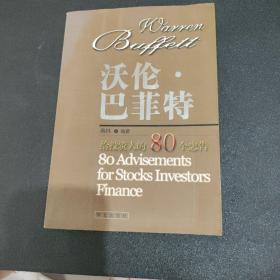 Warren
Buffett
沃伦·
巴菲特
给投资人的80个忠告
80 Advisements
for Stocks Investors
Finance